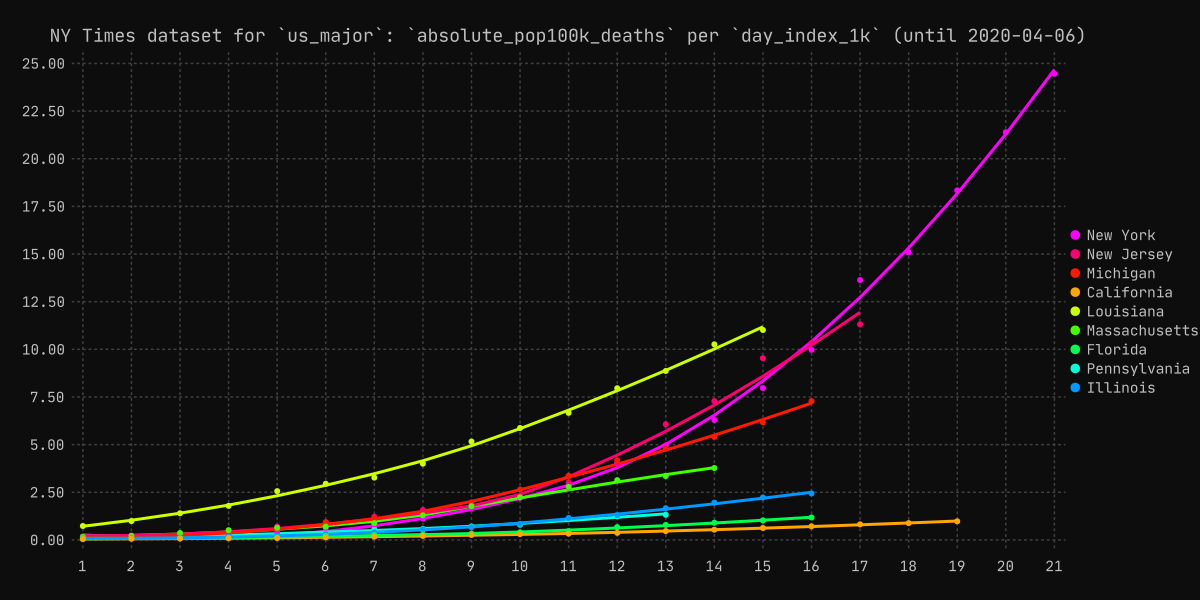 NY Times dataset for `us_major`: `absolute_pop100k_deaths` per `day_index_1k` (until 2020-04-06)
25.00
22.50
20.00
17.50
15.00
12.50
10.00
7.50
5.00
2.50
0.00
1 2 3 4 5 6 7 8 9 10 11 12 13 14 15 16 17 18 19 20 21
New York
New Jersey
Michigan
California
Louisiana
Massachusetts
Florida
Pennsylvania
Illinois